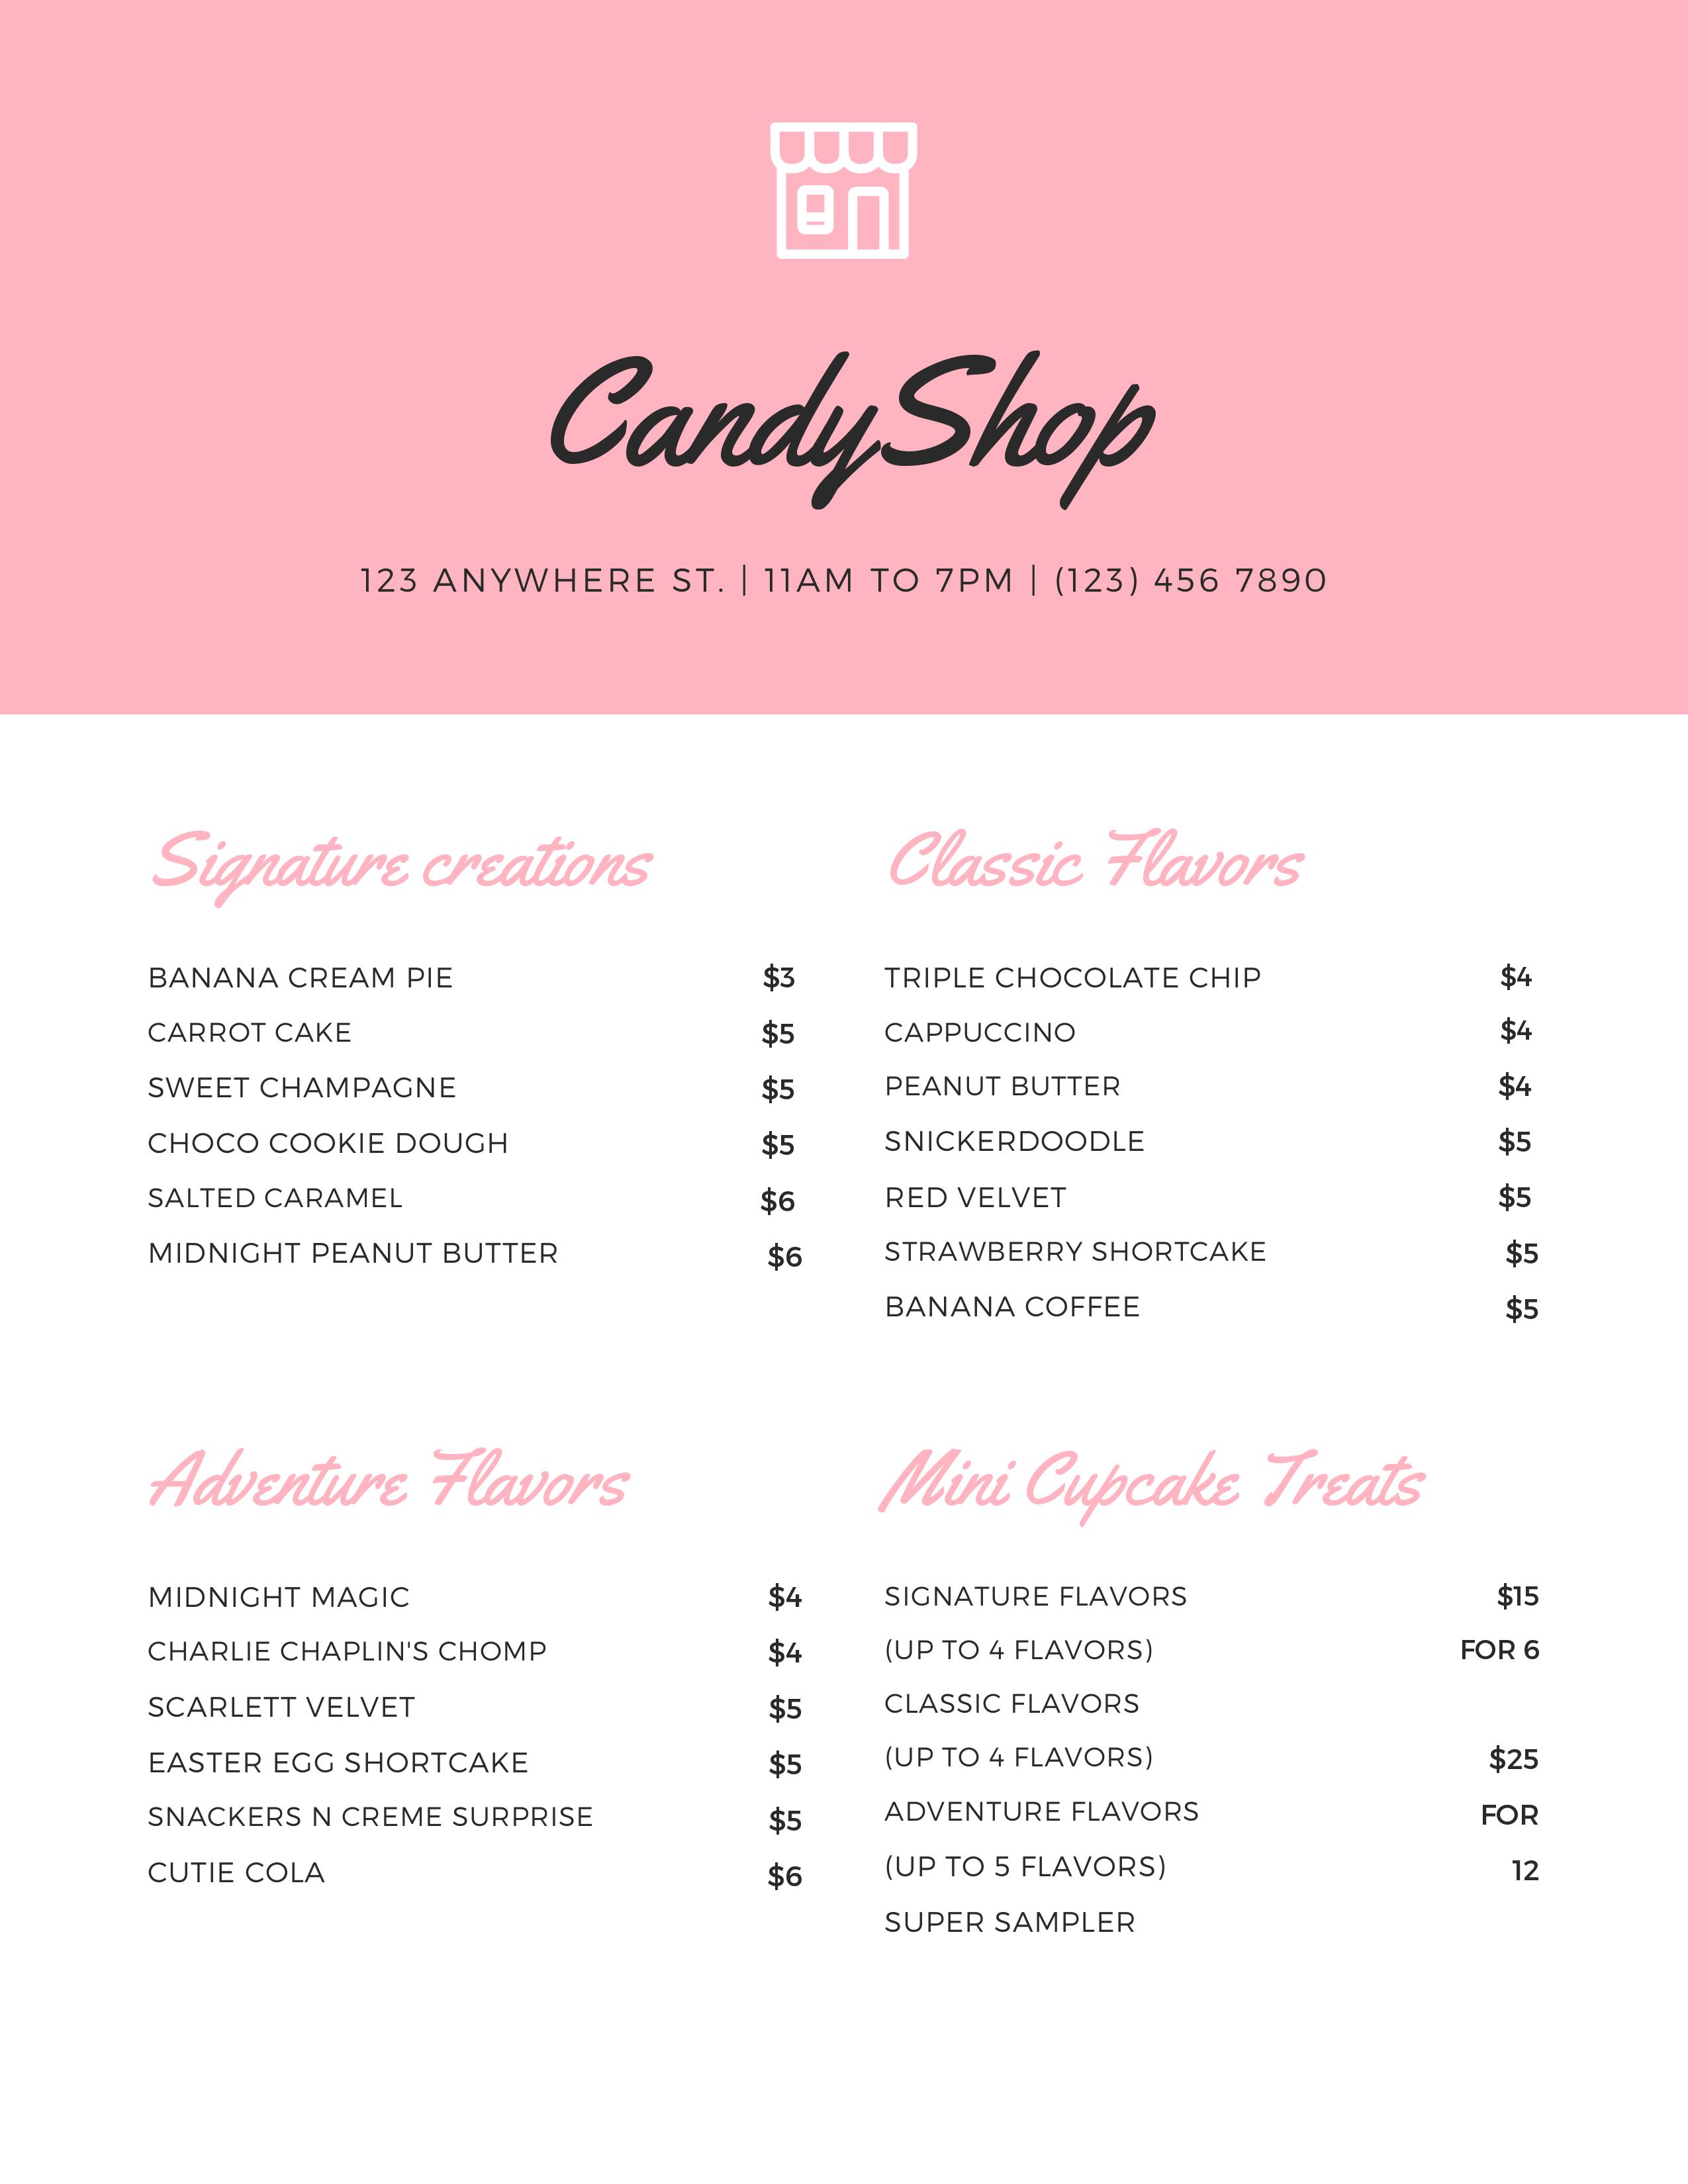 CandyShop
123 ANYWHERE ST. | 11AM TO 7PM | (123) 456 7890
Signature creations
BANANA CREAM PIE $3
CARROT CAKE $5
SWEET CHAMPAGNE $5
CHOCO COOKIE DOUGH $5
SALTED CARAMEL $6
MIDNIGHT PEANUT BUTTER $6
Classic Flavors
TRIPLE CHOCOLATE CHIP $4
CAPPUCCINO $4
PEANUT BUTTER $4
SNICKERDOODLE $5
RED VELVET $5
STRAWBERRY SHORTCAKE $5
BANANA COFFEE $5
Adventure Flavors
MIDNIGHT MAGIC $4
CHARLIE CHAPLIN'S CHOMP $4
SCARLETT VELVET $5
EASTER EGG SHORTCAKE $5
SNACKERS N CREME SURPRISE $5
CUTIE COLA $6
Mini Cupcake Treats
SIGNATURE FLAVORS $15
(UP TO 4 FLAVORS) FOR 6
CLASSIC FLAVORS
(UP TO 4 FLAVORS) $25
ADVENTURE FLAVORS FOR
(UP TO 5 FLAVORS) 12
SUPER SAMPLER